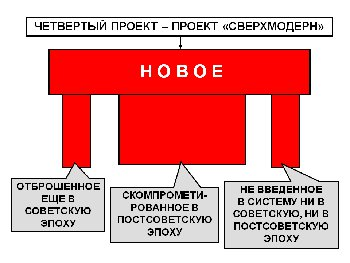 ЧЕТВЕРТЫЙ ПРОЕКТ – ПРОЕКТ «СВЕРХМОДЕРН»
НОВОЕ
ОТБРОШЕННОЕ
ЕЩЕ В
СОВЕТСКУЮ
ЭПОХУ
СКОМПРОМЕТИ-
РОВАННОЕ В
ПОСТСОВЕТСКУЮ
ЭПОХУ
НЕ ВВЕДЕННОЕ
В СИСТЕМУ НИ В
СОВЕТСКУЮ, НИ В
ПОСТСОВЕТСКУЮ
ЭПОХУ